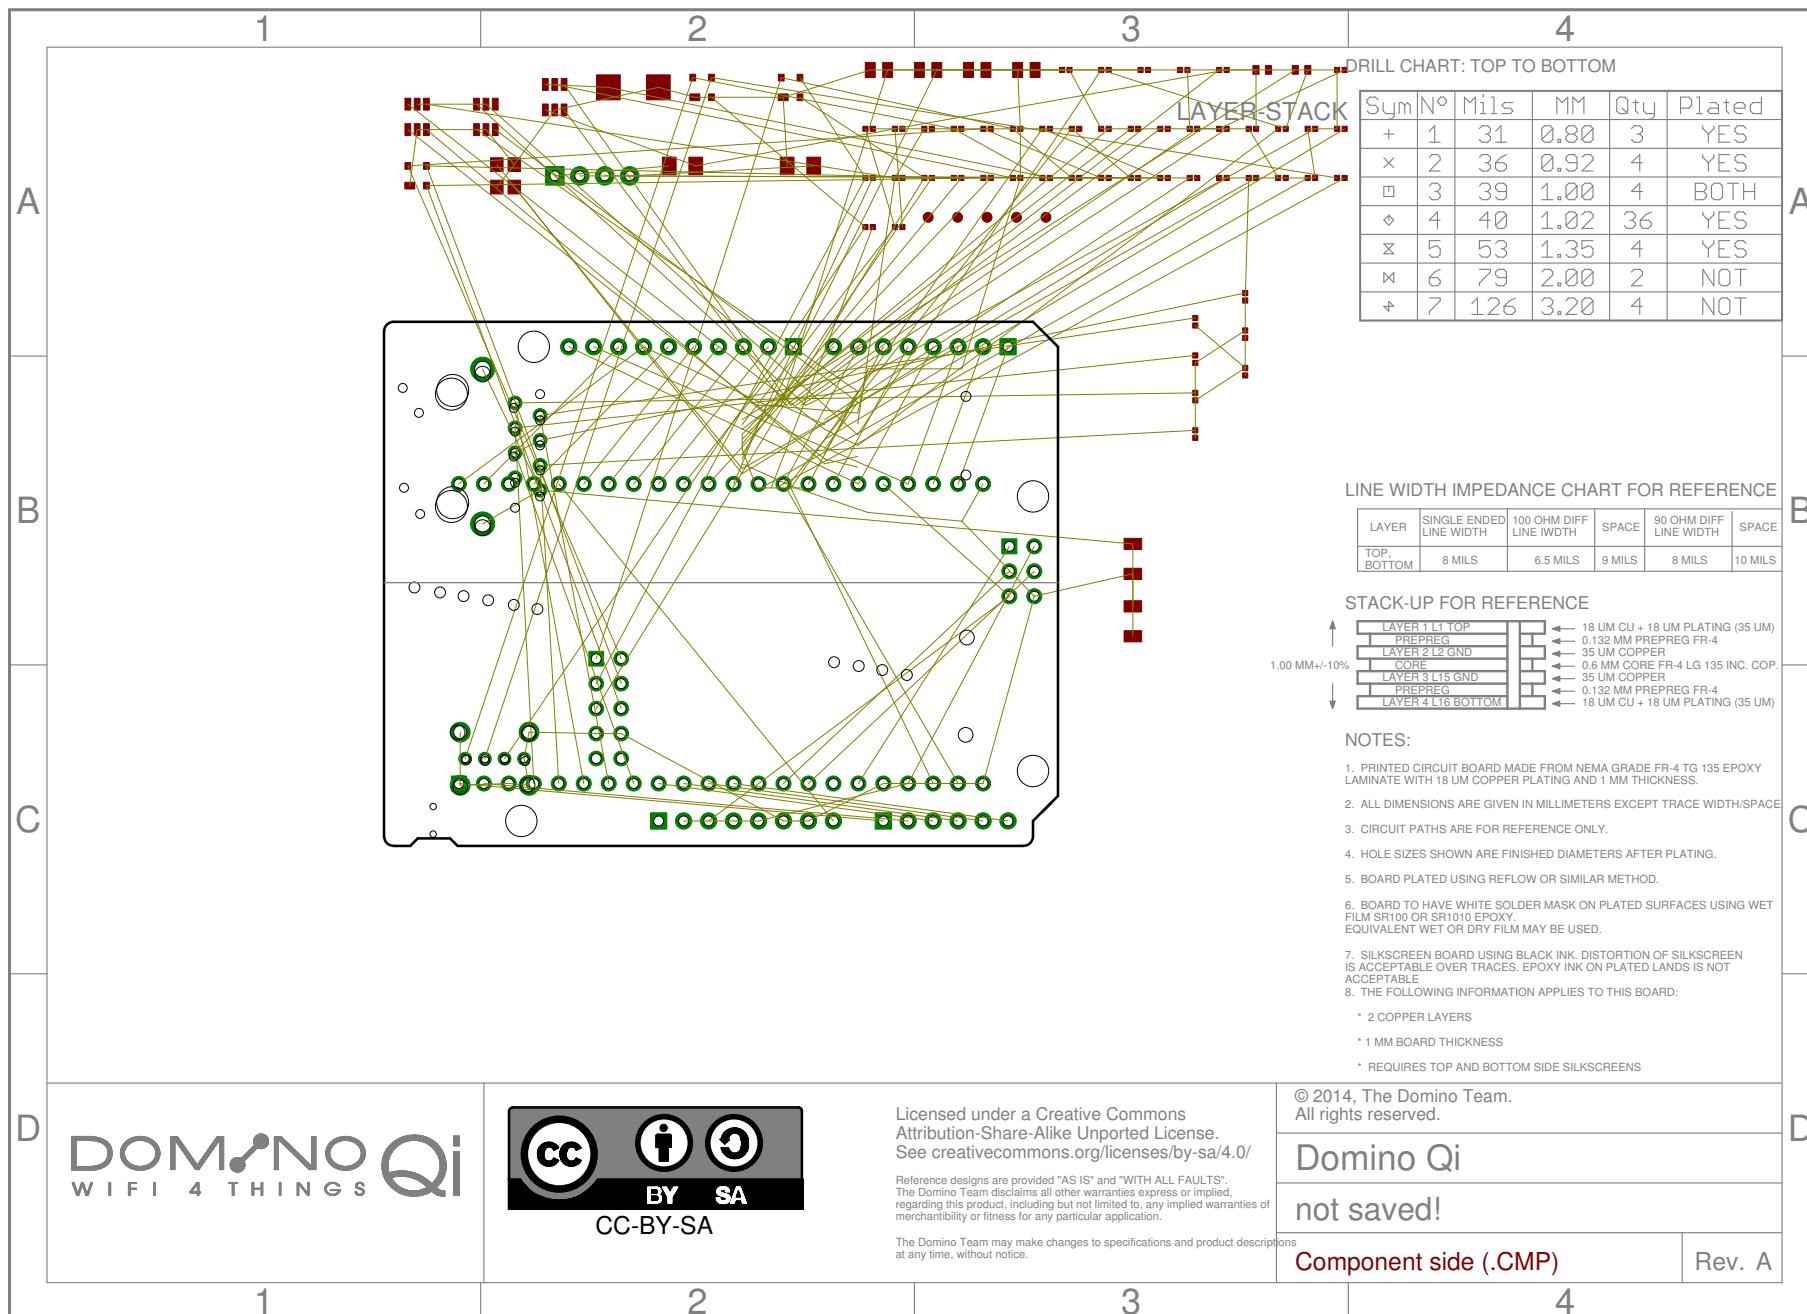 1 2 3 4
DRILL CHART: TOP TO BOTTOM
LAYER-STACK
Sym N° Mils MM Qty Plated
+ 1 31 0.80 3 YES
× 2 36 0.92 4 YES
3 39 1.00 4 BOTH
4 40 1.02 36 YES
5 53 1.35 4 YES
6 79 2.00 2 NOT
7 126 3.20 4 NOT
A A
LINE WIDTH IMPEDANCE CHART FOR REFERENCE
B B
LAYER SINGLE ENDED LINE WIDTH 100 OHM DIFF LINE IWDTH SPACE 90 OHM DIFF LINE WIDTH SPACE
TOP, BOTTOM 8 MILS 6.5 MILS 9 MILS 8 MILS 10 MILS
STACK-UP FOR REFERENCE
LAYER 1 L1 TOP 18 UM CU + 18 UM PLATING (35 UM)
PREPREG 0.132 MM PREPREG FR-4
LAYER 2 L2 GND 35 UM COPPER
1.00 MM+/-10% CORE 0.6 MM CORE FR-4 LG 135 INC. COP.
LAYER 3 L15 GND 35 UM COPPER
PREPREG 0.132 MM PREPREG FR-4
LAYER 4 L16 BOTTOM 18 UM CU + 18 UM PLATING (35 UM)
NOTES:
1. PRINTED CIRCUIT BOARD MADE FROM NEMA GRADE FR-4 TG 135 EPOXY
LAMINATE WITH 18 UM COPPER PLATING AND 1 MM THICKNESS.
2. ALL DIMENSIONS ARE GIVEN IN MILLIMETERS EXCEPT TRACE WIDTH/SPACE
C C
3. CIRCUIT PATHS ARE FOR REFERENCE ONLY.
4. HOLE SIZES SHOWN ARE FINISHED DIAMETERS AFTER PLATING.
5. BOARD PLATED USING REFLOW OR SIMILAR METHOD.
6. BOARD TO HAVE WHITE SOLDER MASK ON PLATED SURFACES USING WET
FILM SR100 OR SR1010 EPOXY.
EQUIVALENT WET OR DRY FILM MAY BE USED.
7. SILKSCREEN BOARD USING BLACK INK. DISTORTION OF SILKSCREEN
IS ACCEPTABLE OVER TRACES. EPOXY INK ON PLATED LANDS IS NOT
ACCEPTABLE
8. THE FOLLOWING INFORMATION APPLIES TO THIS BOARD:
* 2 COPPER LAYERS
* 1 MM BOARD THICKNESS
* REQUIRES TOP AND BOTTOM SIDE SILKSCREENS
D D
DOMINO Qi
WIFI 4 THINGS
cc
BY SA
CC-BY-SA
Licensed under a Creative Commons
Attribution-Share-Alike Unported License.
See creativecommons.org/licenses/by-sa/4.0/
Reference designs are provided "AS IS" and "WITH ALL FAULTS".
The Domino Team disclaims all other warranties express or implied,
regarding this product, including but not limited to, any implied warranties of
merchantibility or fitness for any particular application.
The Domino Team may make changes to specifications and product descriptions
at any time, without notice.
© 2014, The Domino Team.
All rights reserved.
Domino Qi
not saved!
Component side (.CMP) Rev. A
1 2 3 4